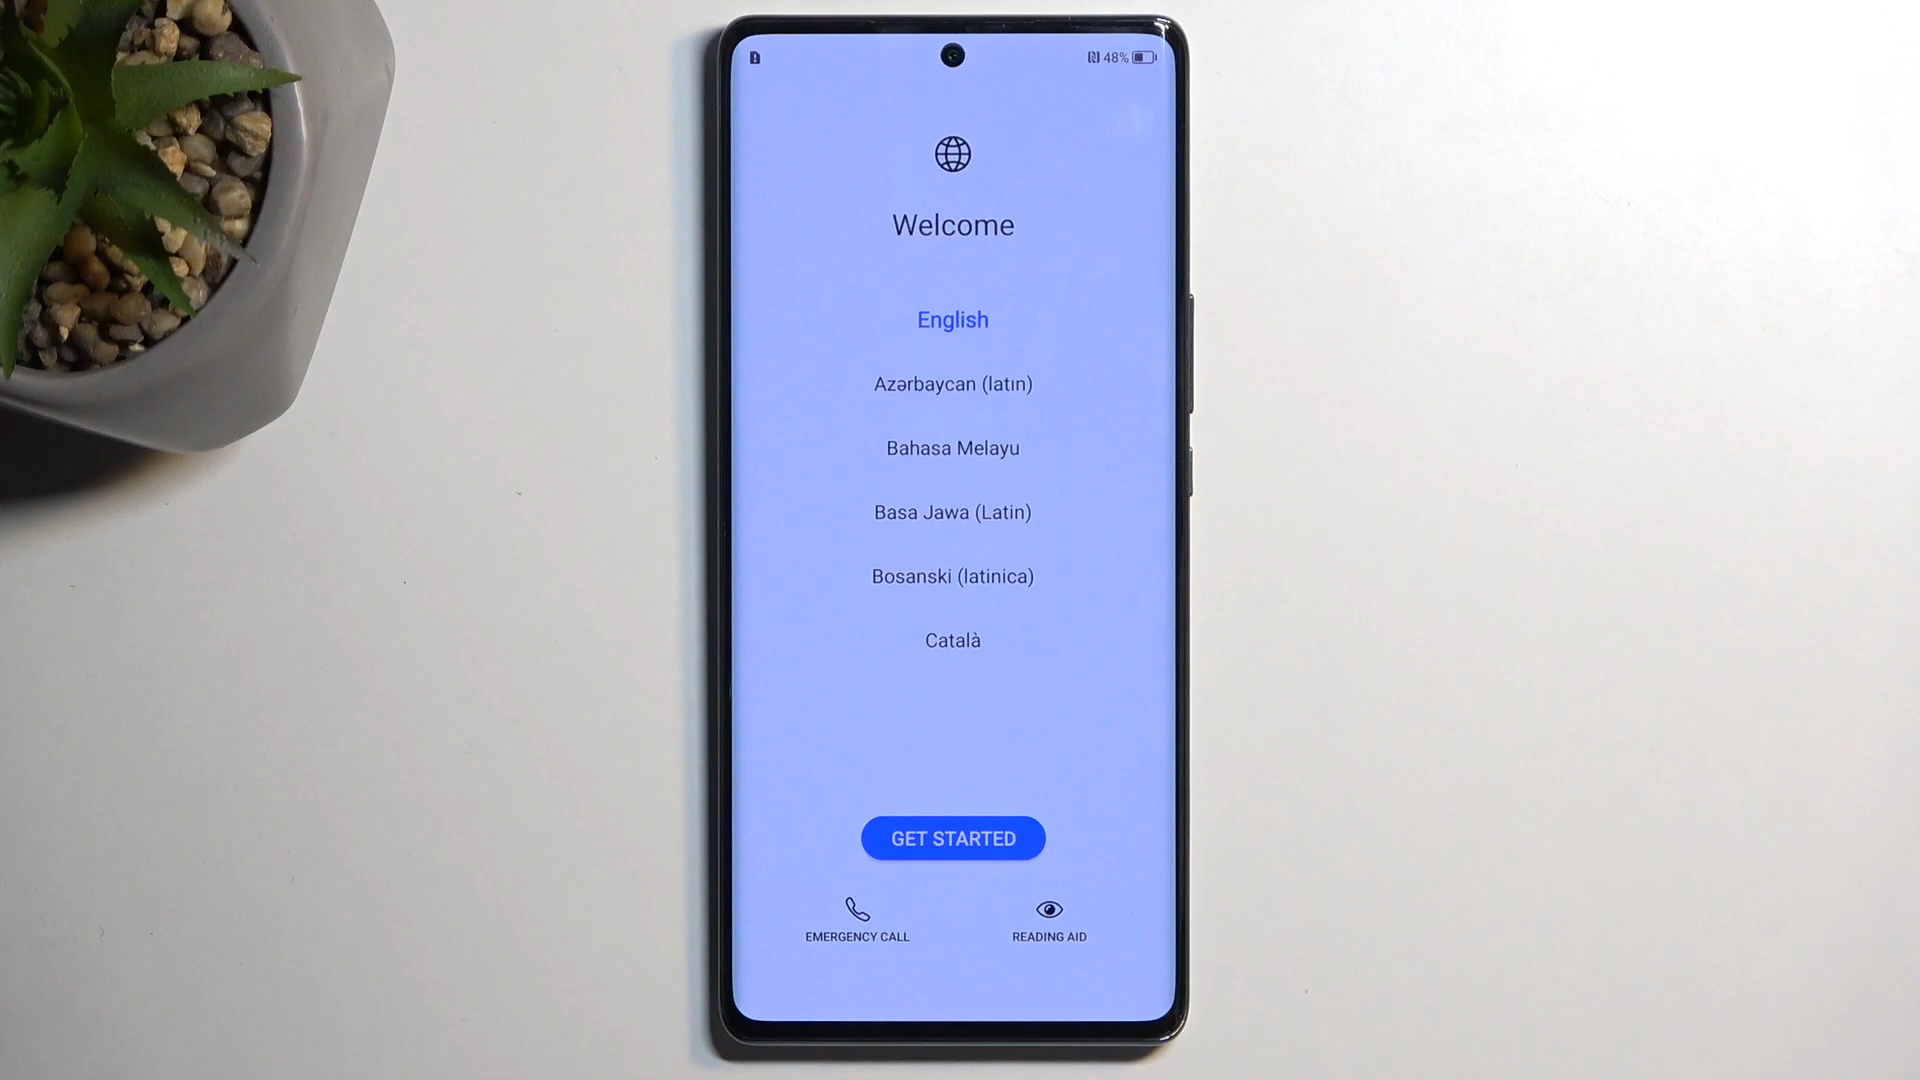 48%
Welcome
English
Azərbaycan (latın)
Bahasa Melayu
Basa Jawa (Latin)
Bosanski (latinica)
Català
GET STARTED
EMERGENCY CALL
READING AID